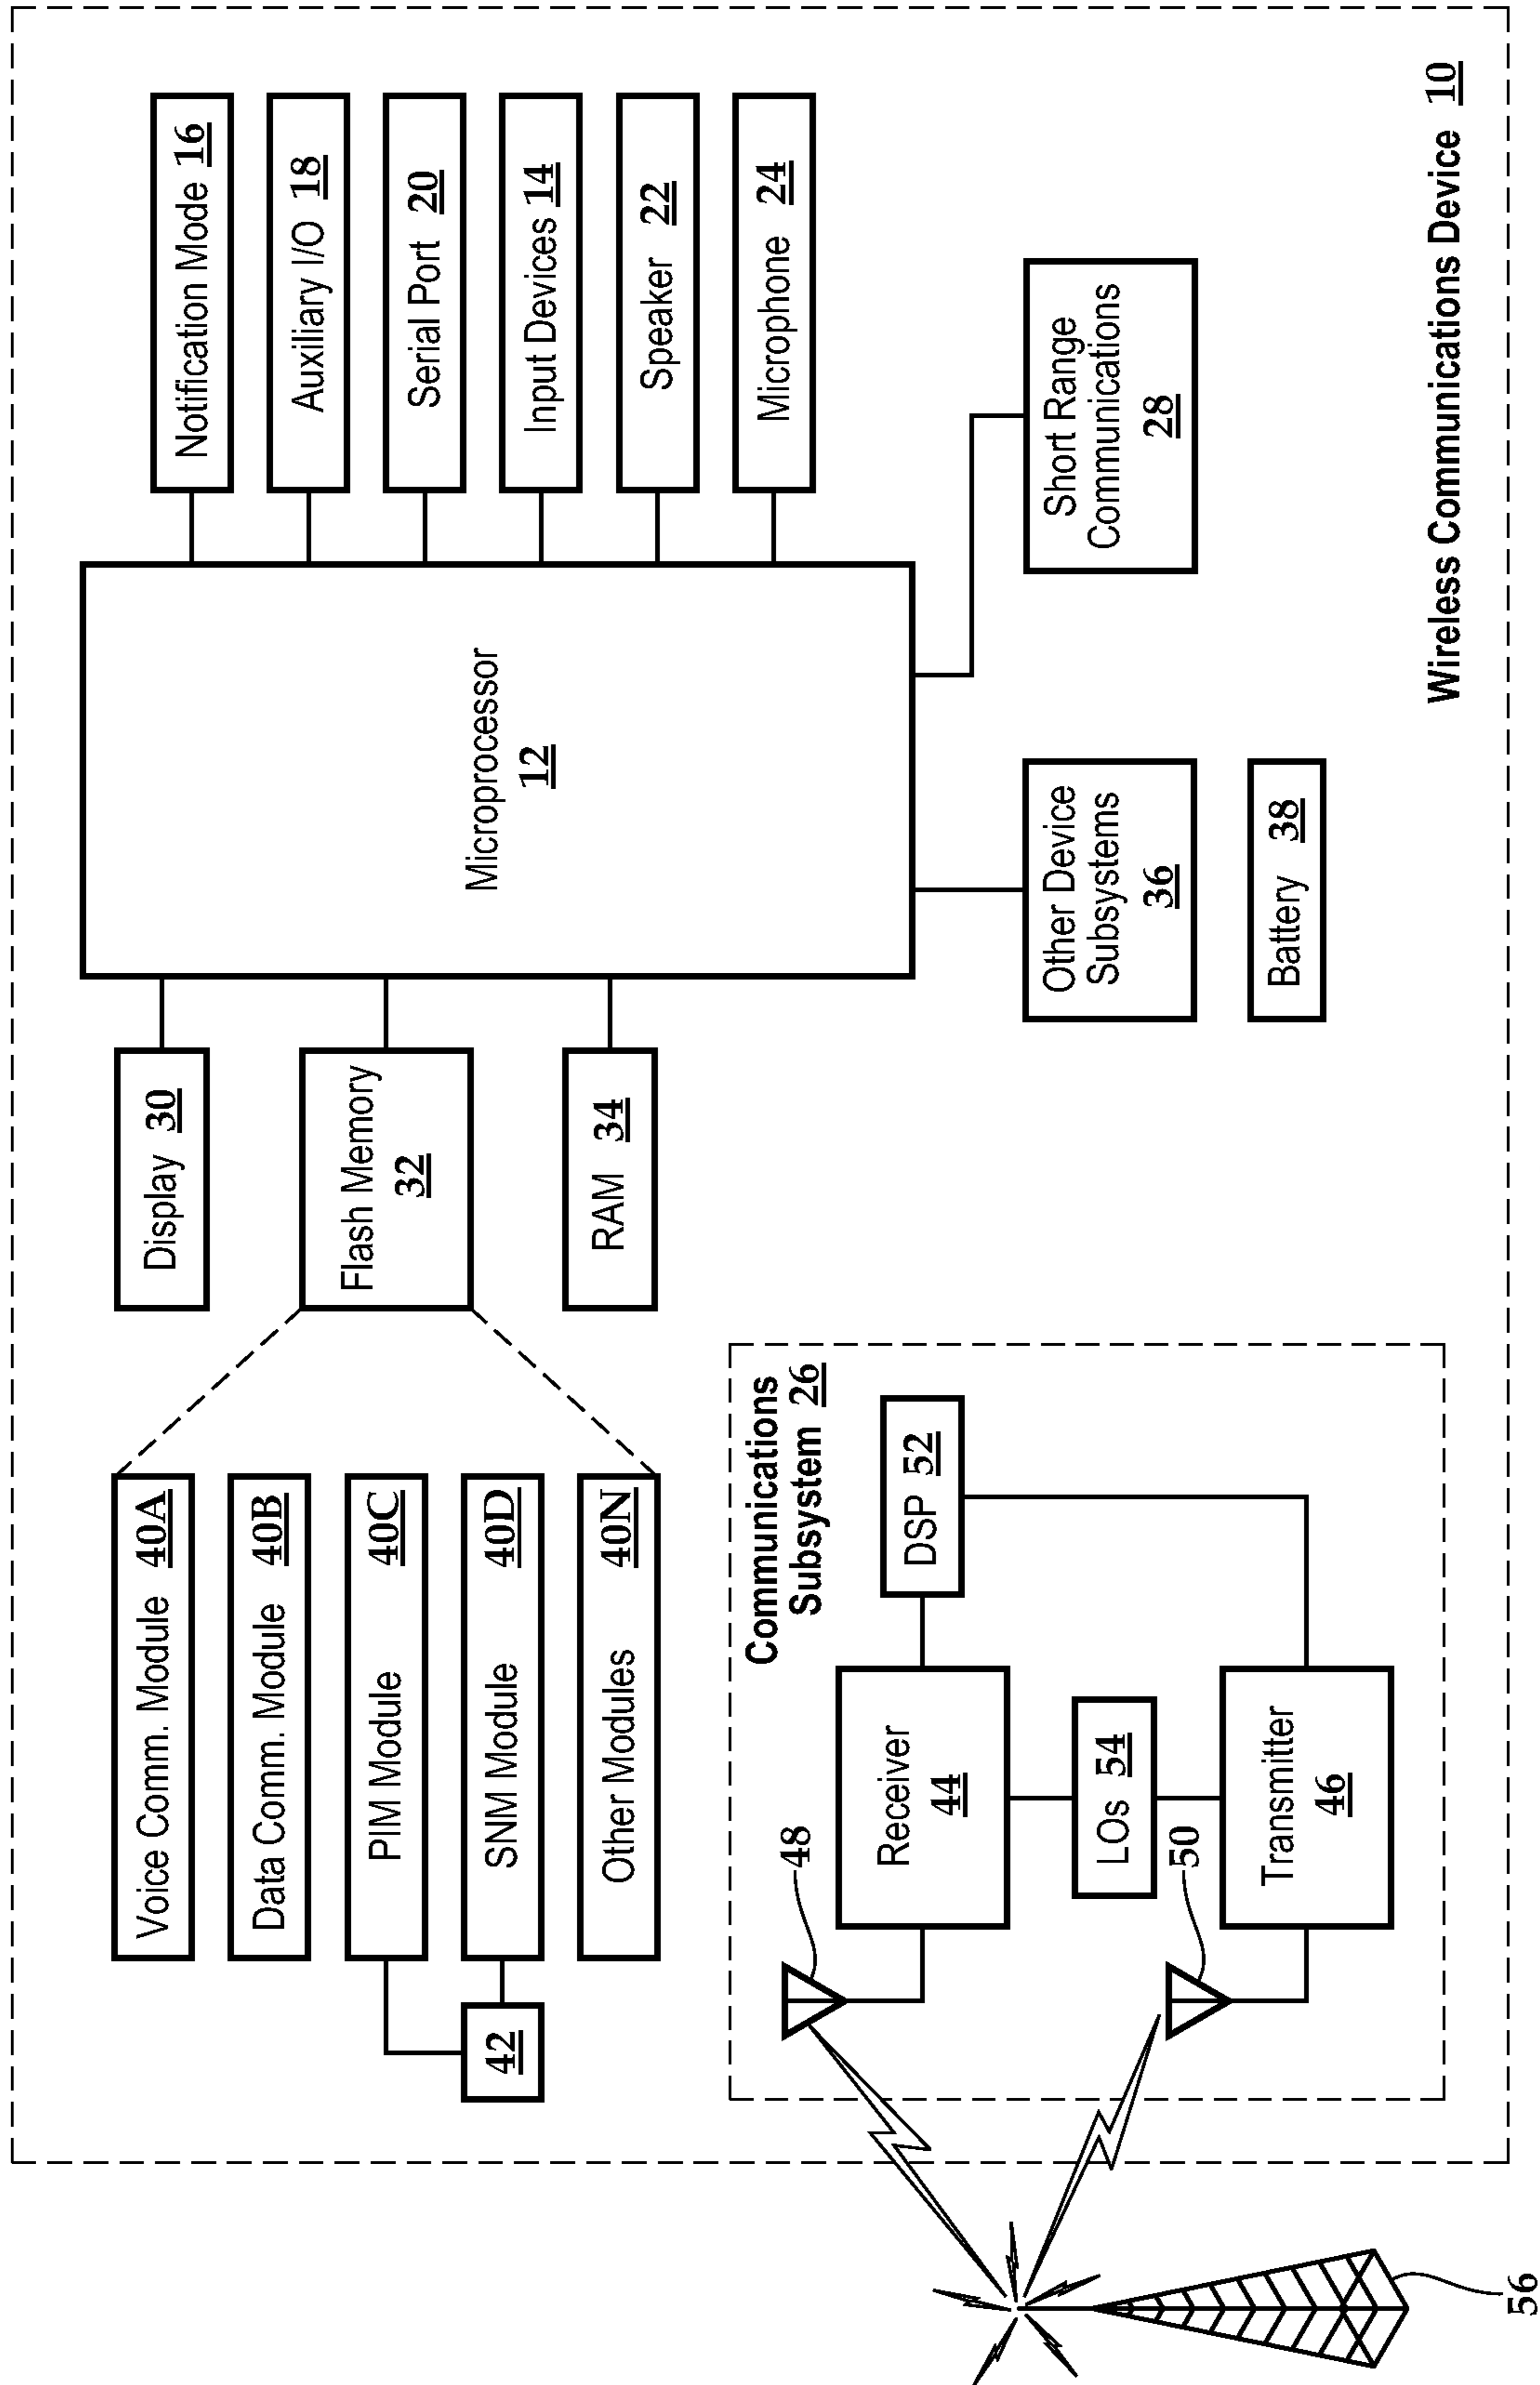 Voice Comm. Module 40A
Data Comm. Module 40B
PIM Module 40C
SNM Module 40D
Other Modules 40N
42
Display 30
Flash Memory
32
RAM 34
Microprocessor
12
Notification Mode 16
Auxiliary I/O 18
Serial Port 20
Input Devices 14
Speaker 22
Microphone 24
Communications
Subsystem 26
48
Receiver
44
DSP 52
LOs 54
50
Transmitter
46
Other Device
Subsystems
36
Short Range
Communications
28
Battery 38
Wireless Communications Device 10
56